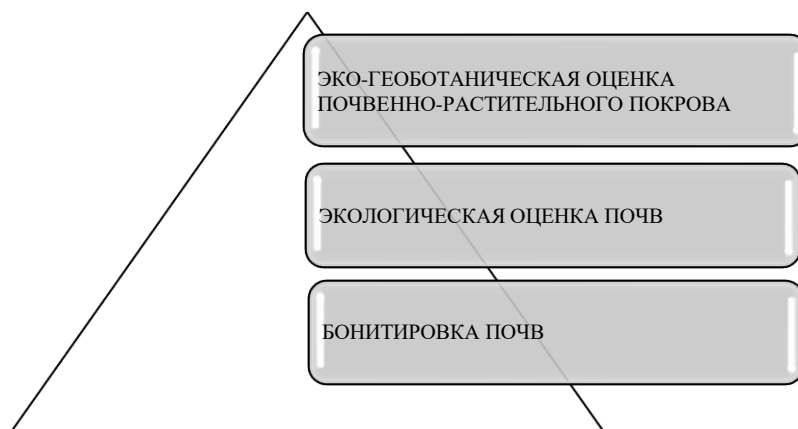 ЭКО-ГЕОБОТАНИЧЕСКАЯ ОЦЕНКА
ПОЧВЕННО-РАСТИТЕЛЬНОГО ПОКРОВА
ЭКОЛОГИЧЕСКАЯ ОЦЕНКА ПОЧВ
БОНИТИРОВКА ПОЧВ